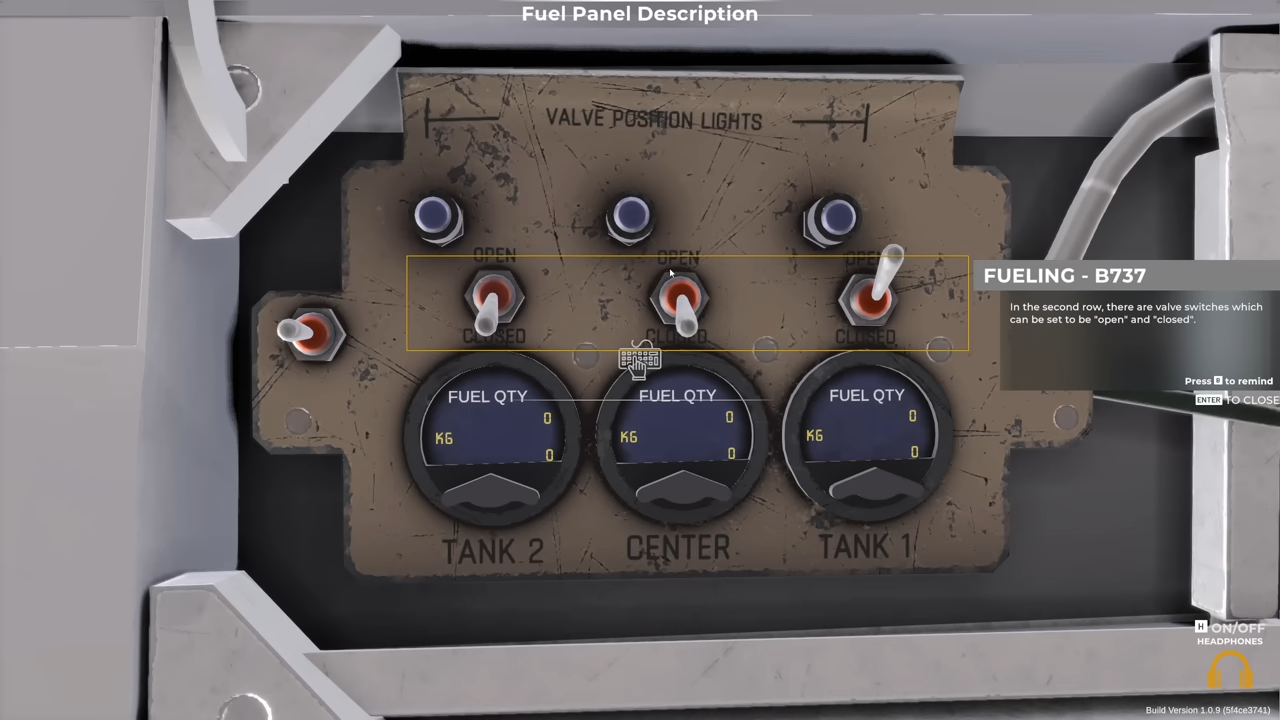 Fuel Panel Description
VALVE POSITION LIGHTS
OPEN
OPEN
OPEN
FUELING - B737
In the second row, there are valve switches which
can be set to be "open" and "closed".
CLOSED
CLOSED
CLOSED
Press to remind
ENTER TO CLOSE
FUEL QTY
0
KG
0
FUEL QTY
0
KG
0
FUEL QTY
0
KG
0
TANK 2
CENTER
TANK 1
H ON/OFF
HEADPHONES
Build Version 1.0.9 (5f4ce3741)